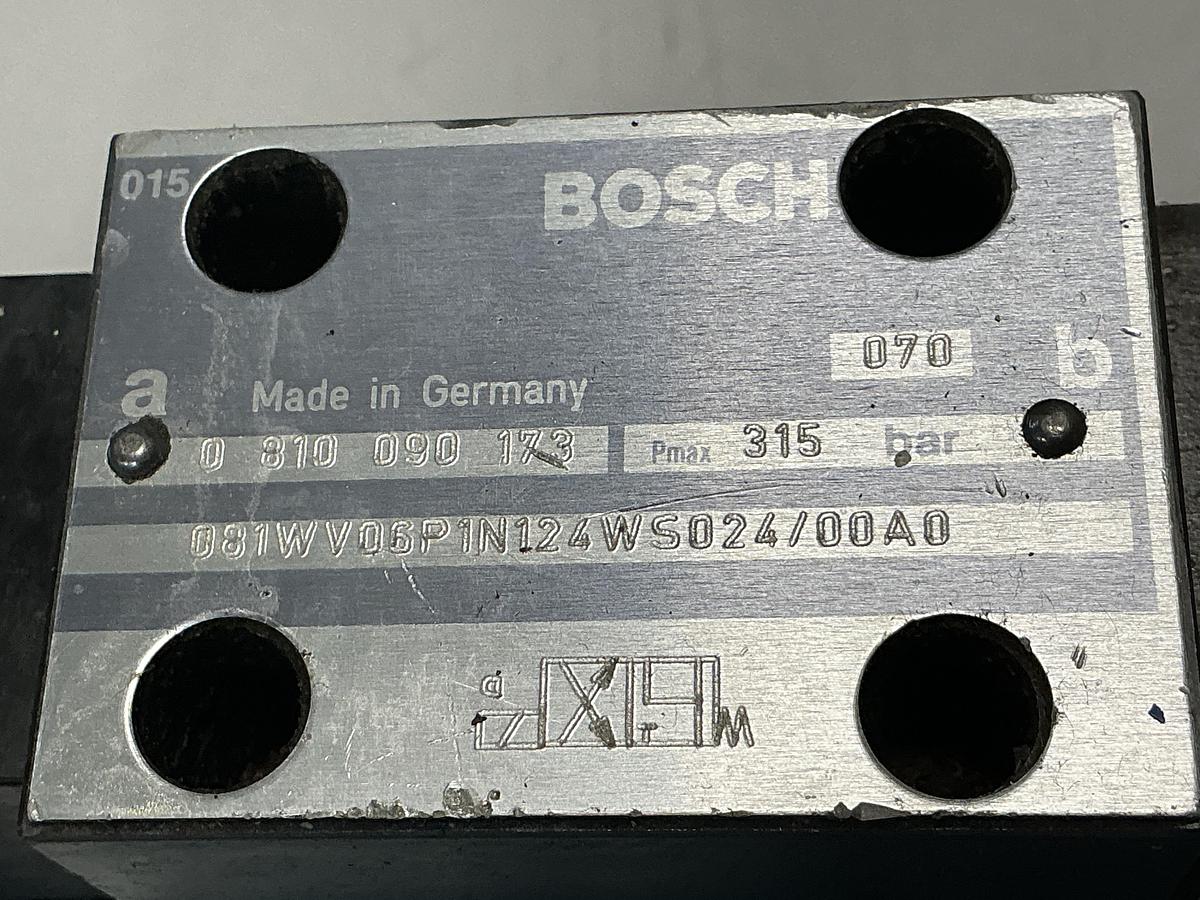 015
BOSCH
070
a
b
Made in Germany
0 810 090 173
Pmax 315 bar
081WV06P1N124WS024/00A0
a